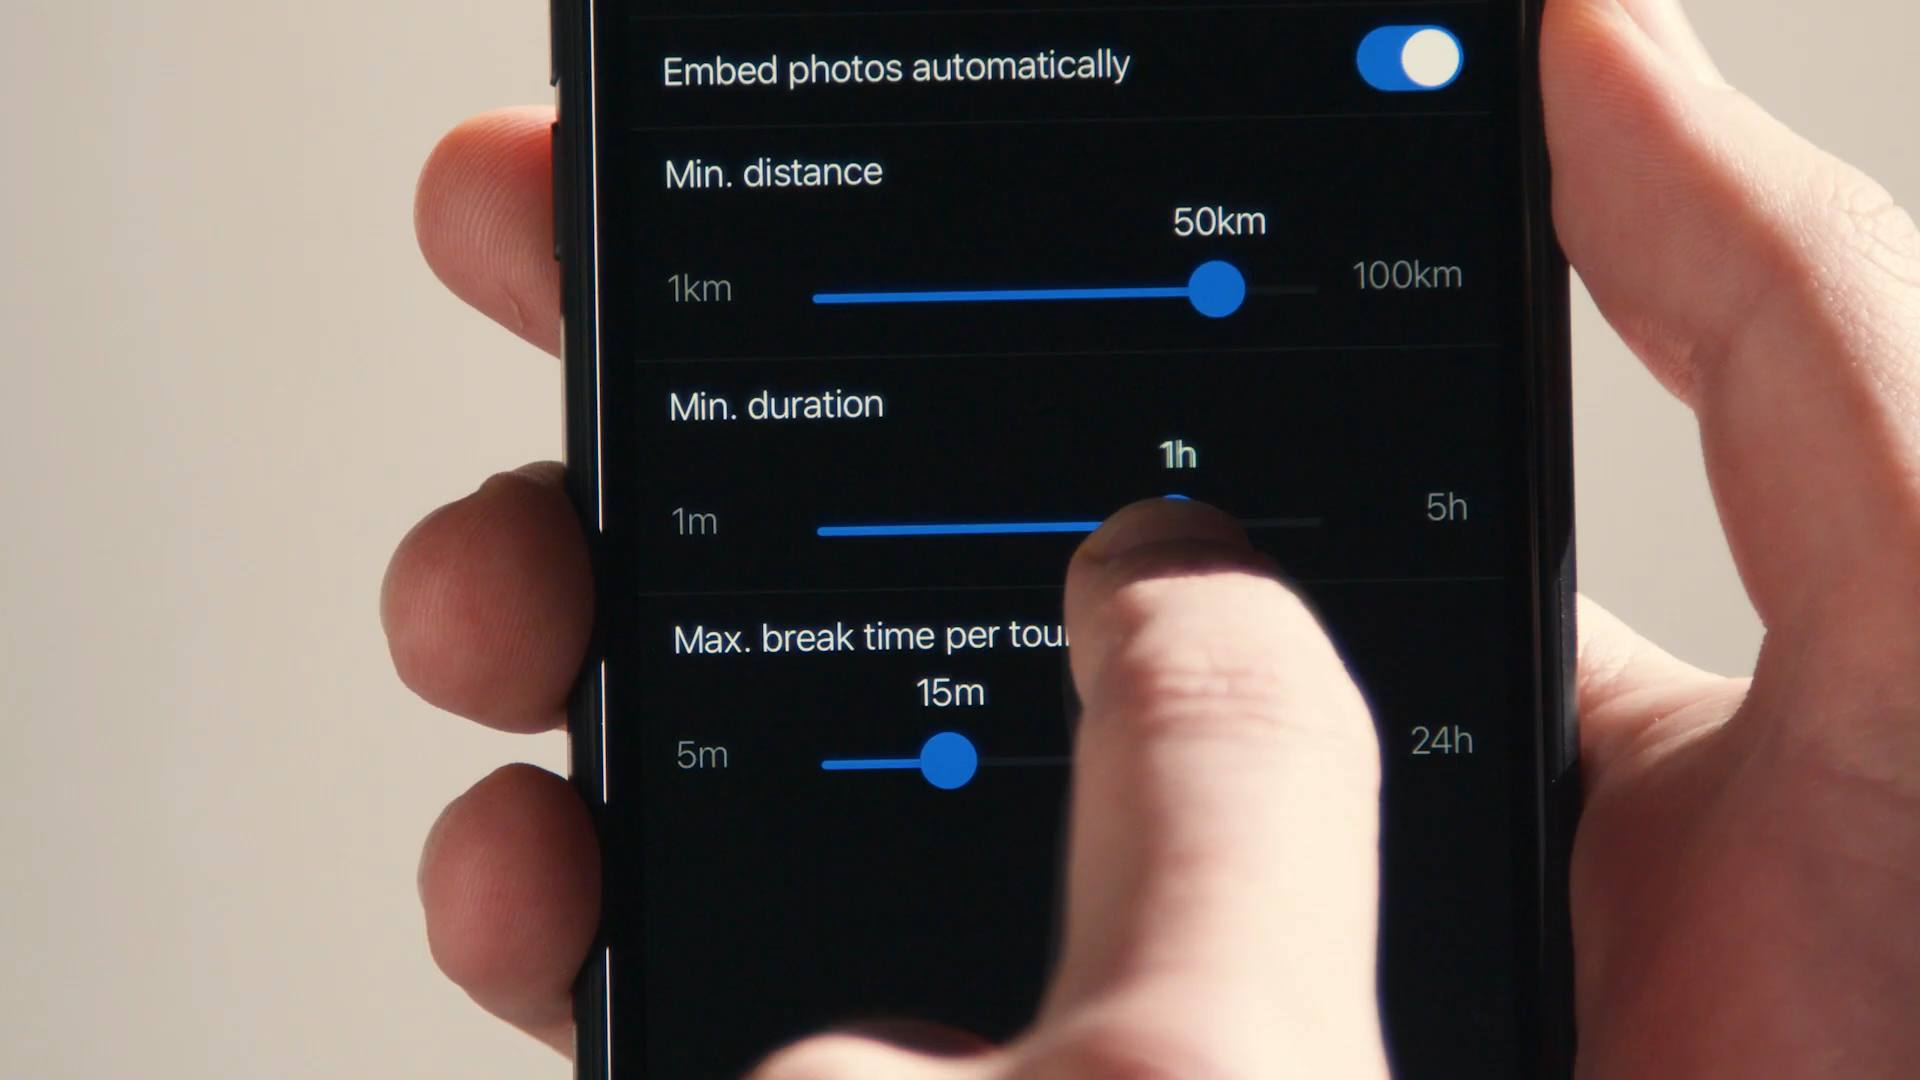 Embed photos automatically
Min. distance
50km
1km 100km
Min. duration
1h
1m 5h
Max. break time per tour
15m
5m 24h